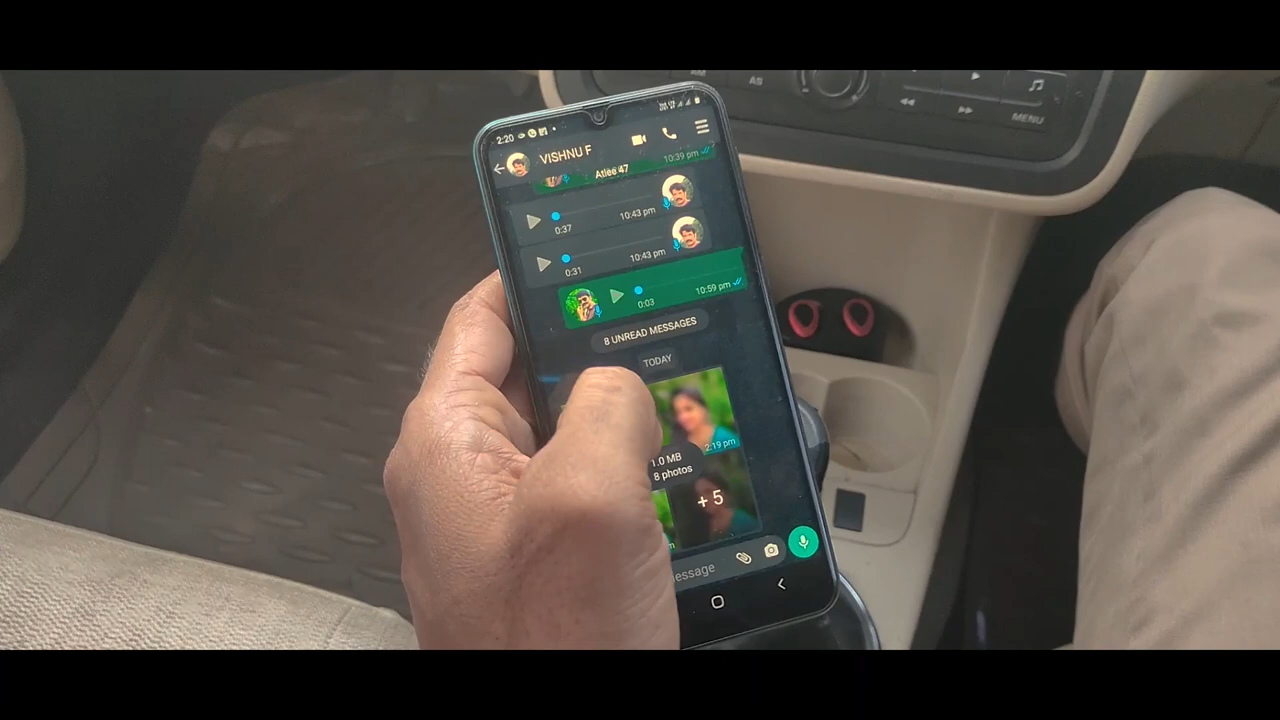 AS
MENU
2:20
VISHNU F
10:39 pm
Atlee 47
10:43 pm
0:37
10:43 pm
0:31
10:59 pm
0:03
8 UNREAD MESSAGES
TODAY
2:19 pm
1.0 MB
8 photos
+ 5
essage